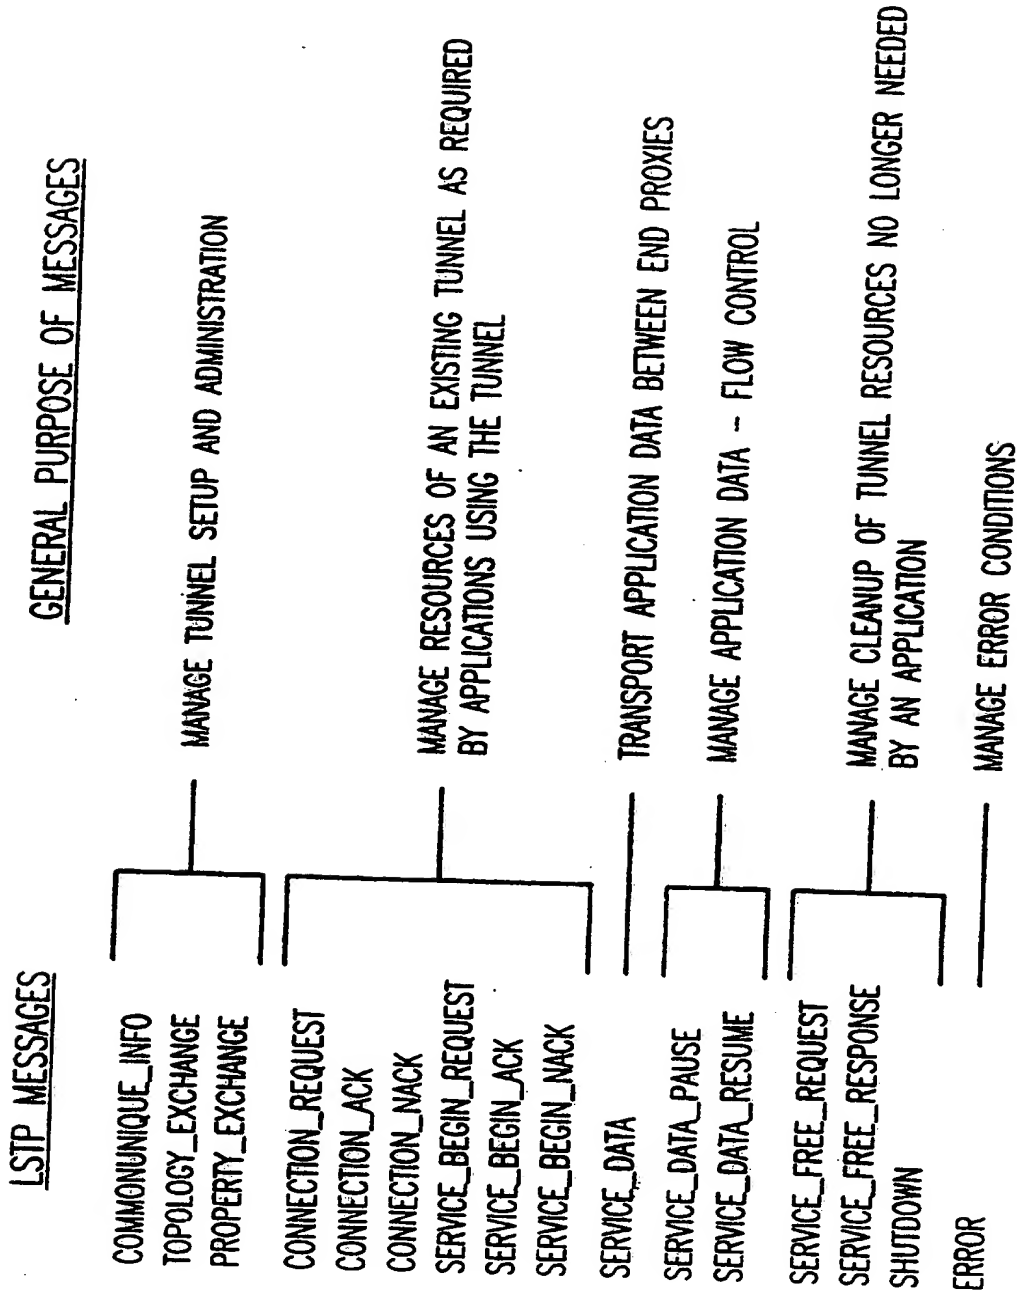 LSTP MESSAGES
GENERAL PURPOSE OF MESSAGES
COMMONUNIQUE_INFO
TOPOLOGY_EXCHANGE
PROPERTY_EXCHANGE
MANAGE TUNNEL SETUP AND ADMINISTRATION
CONNECTION_REQUEST
CONNECTION_ACK
CONNECTION_NACK
SERVICE_BEGIN_REQUEST
SERVICE_BEGIN_ACK
SERVICE_BEGIN_NACK
MANAGE RESOURCES OF AN EXISTING TUNNEL AS REQUIRED
BY APPLICATIONS USING THE TUNNEL
SERVICE_DATA
TRANSPORT APPLICATION DATA BETWEEN END PROXIES
SERVICE_DATA_PAUSE
SERVICE_DATA_RESUME
MANAGE APPLICATION DATA -- FLOW CONTROL
SERVICE_FREE_REQUEST
SERVICE_FREE_RESPONSE
SHUTDOWN
MANAGE CLEANUP OF TUNNEL RESOURCES NO LONGER NEEDED
BY AN APPLICATION
ERROR
MANAGE ERROR CONDITIONS